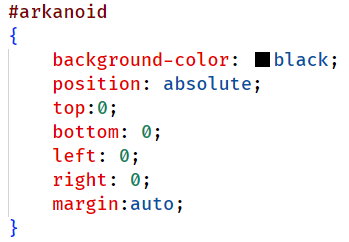 #arkanoid
{
background-color: black;
position: absolute;
top:0;
bottom: 0;
left: 0;
right: 0;
margin:auto;
}